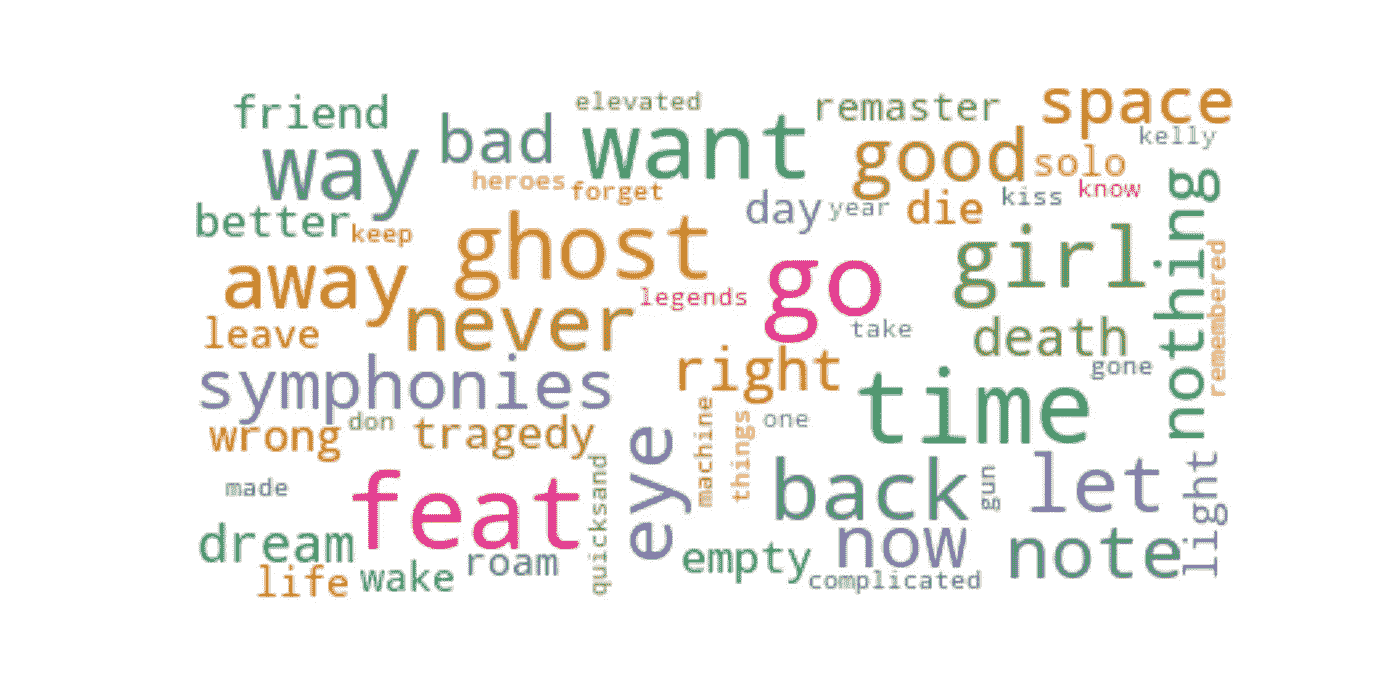 friend
elevated
remaster
space
way
bad
want
good
solo
kelly
heroes
forget
kiss
know
better
keep
day
year
die
nothing
away
ghost
legends
go
girl
remembered
leave
never
take
death
gone
symphonies
right
time
wrong
don
tragedy
machine
things
one
made
feat
quicksand
eye
back
gun
let
light
dream
roam
empty
now
note
life
wake
complicated